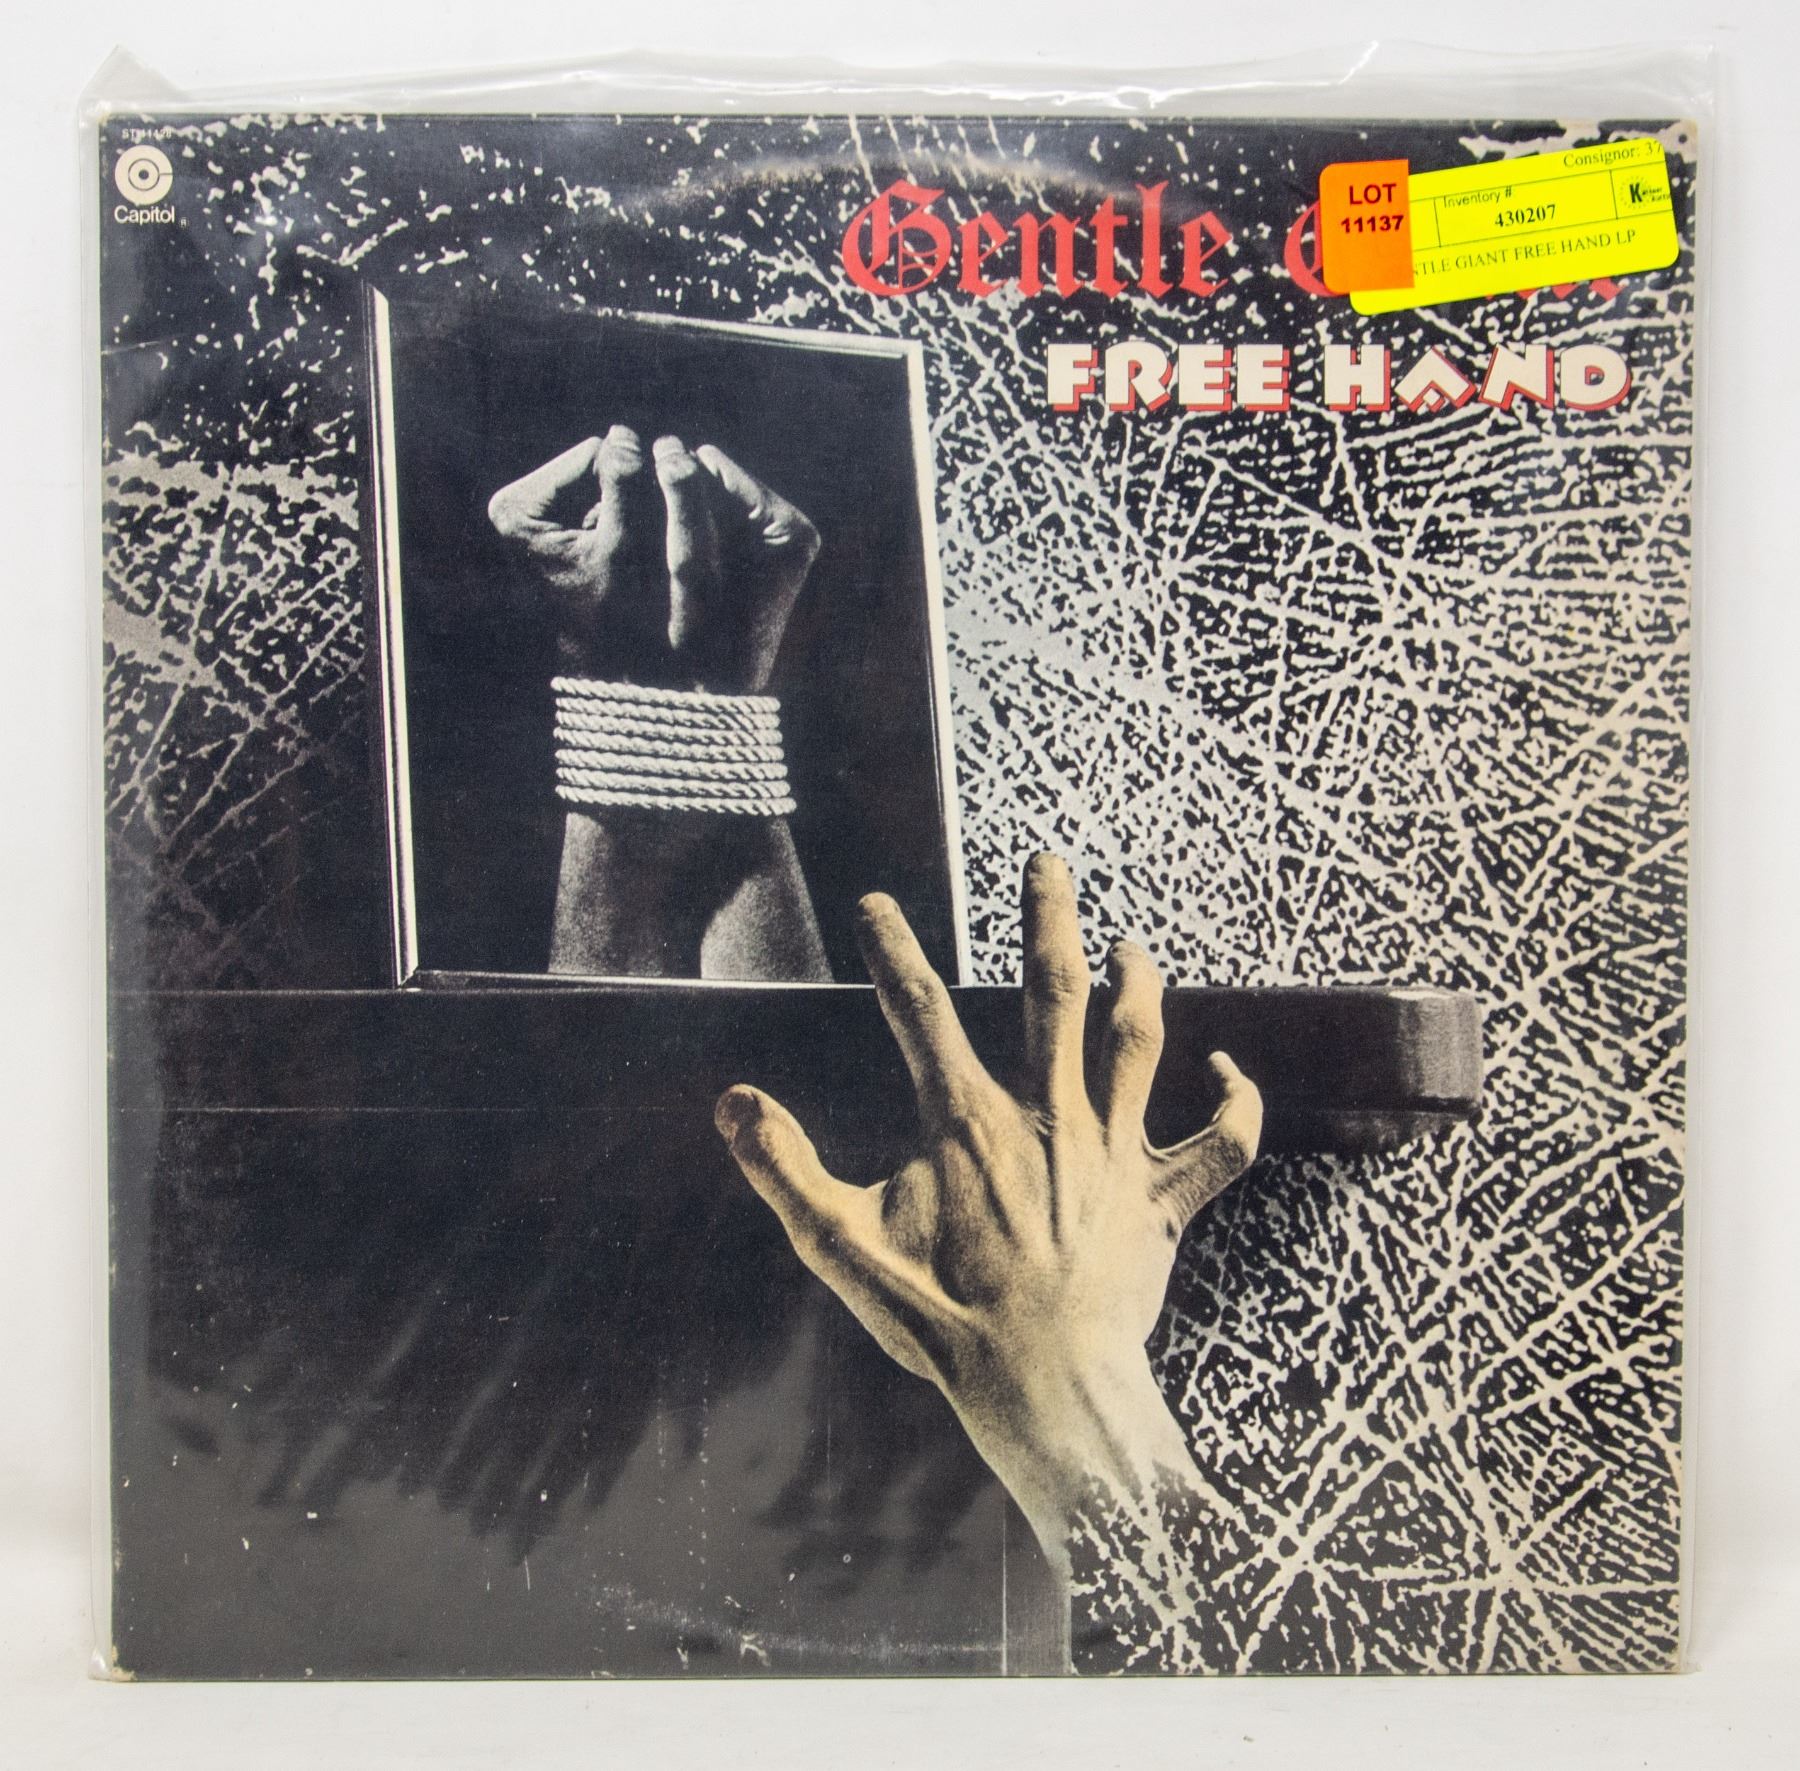 Capitol
R
Gentle
FREE HAND
LOT
11137
Consignor: 37
Inventory #:
430207
NTLE GIANT FREE HAND LP